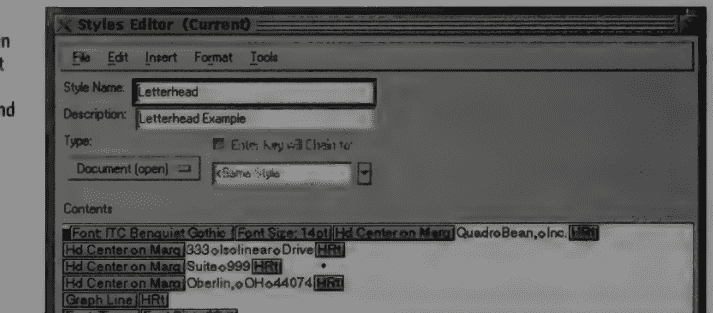 Styles Editor (Current)
File Edit Insert Format Tools
Style Name: Letterhead
Description: Letterhead Example
Type: Enter Key will Chain to:
Document (open) <Same Style
Contents
Font: ITC Benguiet Gothic Font Size: 14pt Hd Center on Marg QuadroBean,◇Inc. HRt
Hd Center on Marg 333◇Isolinear◇Drive HRt
Hd Center on Marg Suite◇999 HRt
Hd Center on Marg Oberlin,◇OH◇44074 HRt
Graph Line HRt